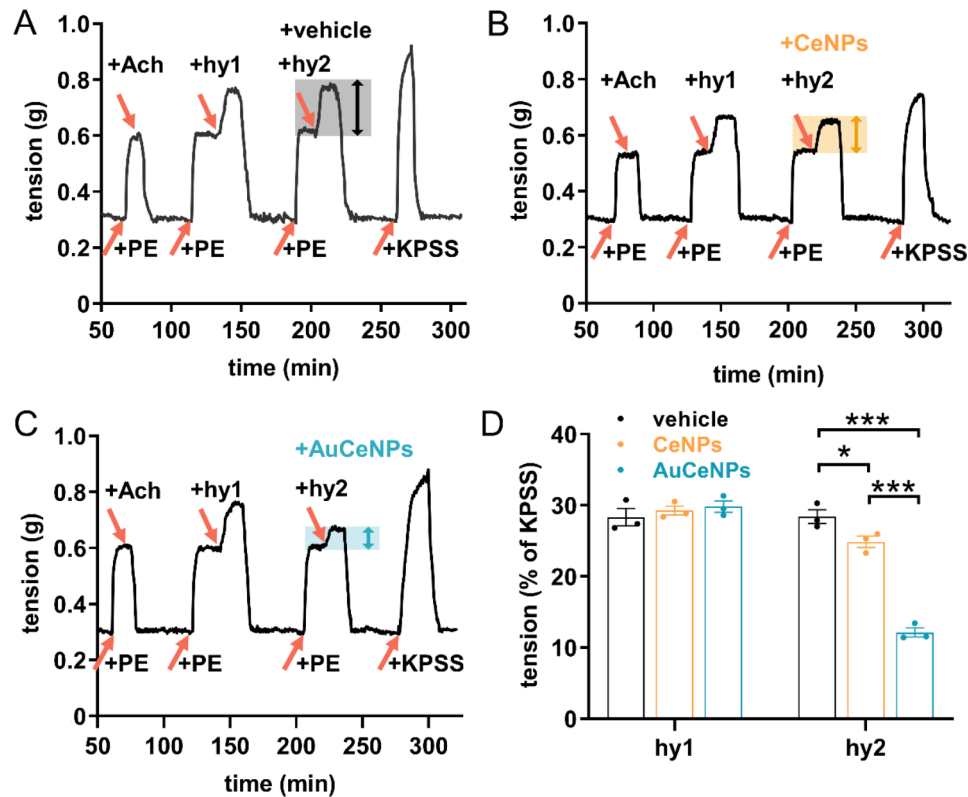 A
tension (g)
1.0
0.8
0.6
0.4
0.2
0
+Ach
+hy1
+vehicle
+hy2
+PE
+PE
+PE
+KPSS
50
100
150
200
250
300
time (min)
B
tension (g)
1.0
0.8
0.6
0.4
0.2
0
+Ach
+hy1
+CeNPs
+hy2
+PE
+PE
+PE
+KPSS
50
100
150
200
250
300
time (min)
C
tension (g)
1.0
0.8
0.6
0.4
0.2
0
+Ach
+hy1
+AuCeNPs
+hy2
+PE
+PE
+PE
+KPSS
50
100
150
200
250
300
time (min)
D
tension (% of KPSS)
40
30
20
10
0
vehicle
CeNPs
AuCeNPs
***
*
***
hy1
hy2